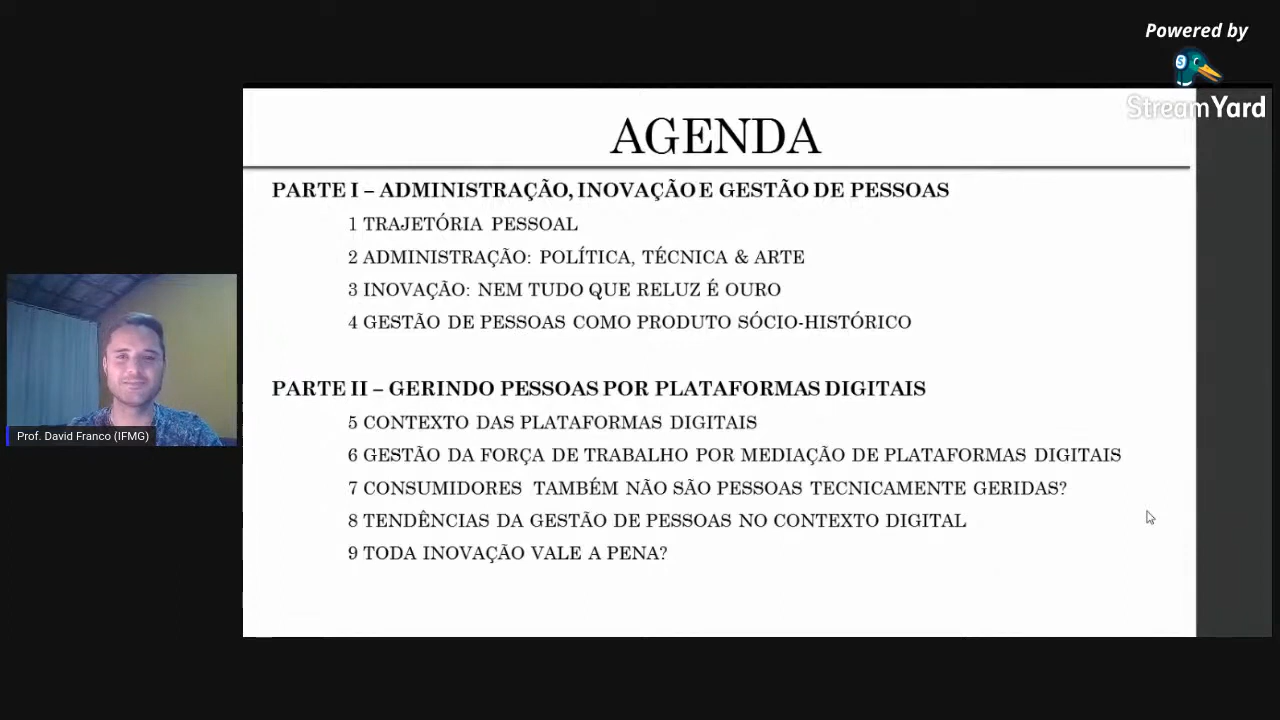 Powered by
StreamYard
AGENDA
PARTE I – ADMINISTRAÇÃO, INOVAÇÃO E GESTÃO DE PESSOAS
1 TRAJETÓRIA PESSOAL
2 ADMINISTRAÇÃO: POLÍTICA, TÉCNICA & ARTE
3 INOVAÇÃO: NEM TUDO QUE RELUZ É OURO
4 GESTÃO DE PESSOAS COMO PRODUTO SÓCIO-HISTÓRICO
PARTE II – GERINDO PESSOAS POR PLATAFORMAS DIGITAIS
5 CONTEXTO DAS PLATAFORMAS DIGITAIS
6 GESTÃO DA FORÇA DE TRABALHO POR MEDIAÇÃO DE PLATAFORMAS DIGITAIS
7 CONSUMIDORES TAMBÉM NÃO SÃO PESSOAS TECNICAMENTE GERIDAS?
8 TENDÊNCIAS DA GESTÃO DE PESSOAS NO CONTEXTO DIGITAL
9 TODA INOVAÇÃO VALE A PENA?
Prof. David Franco (IFMG)